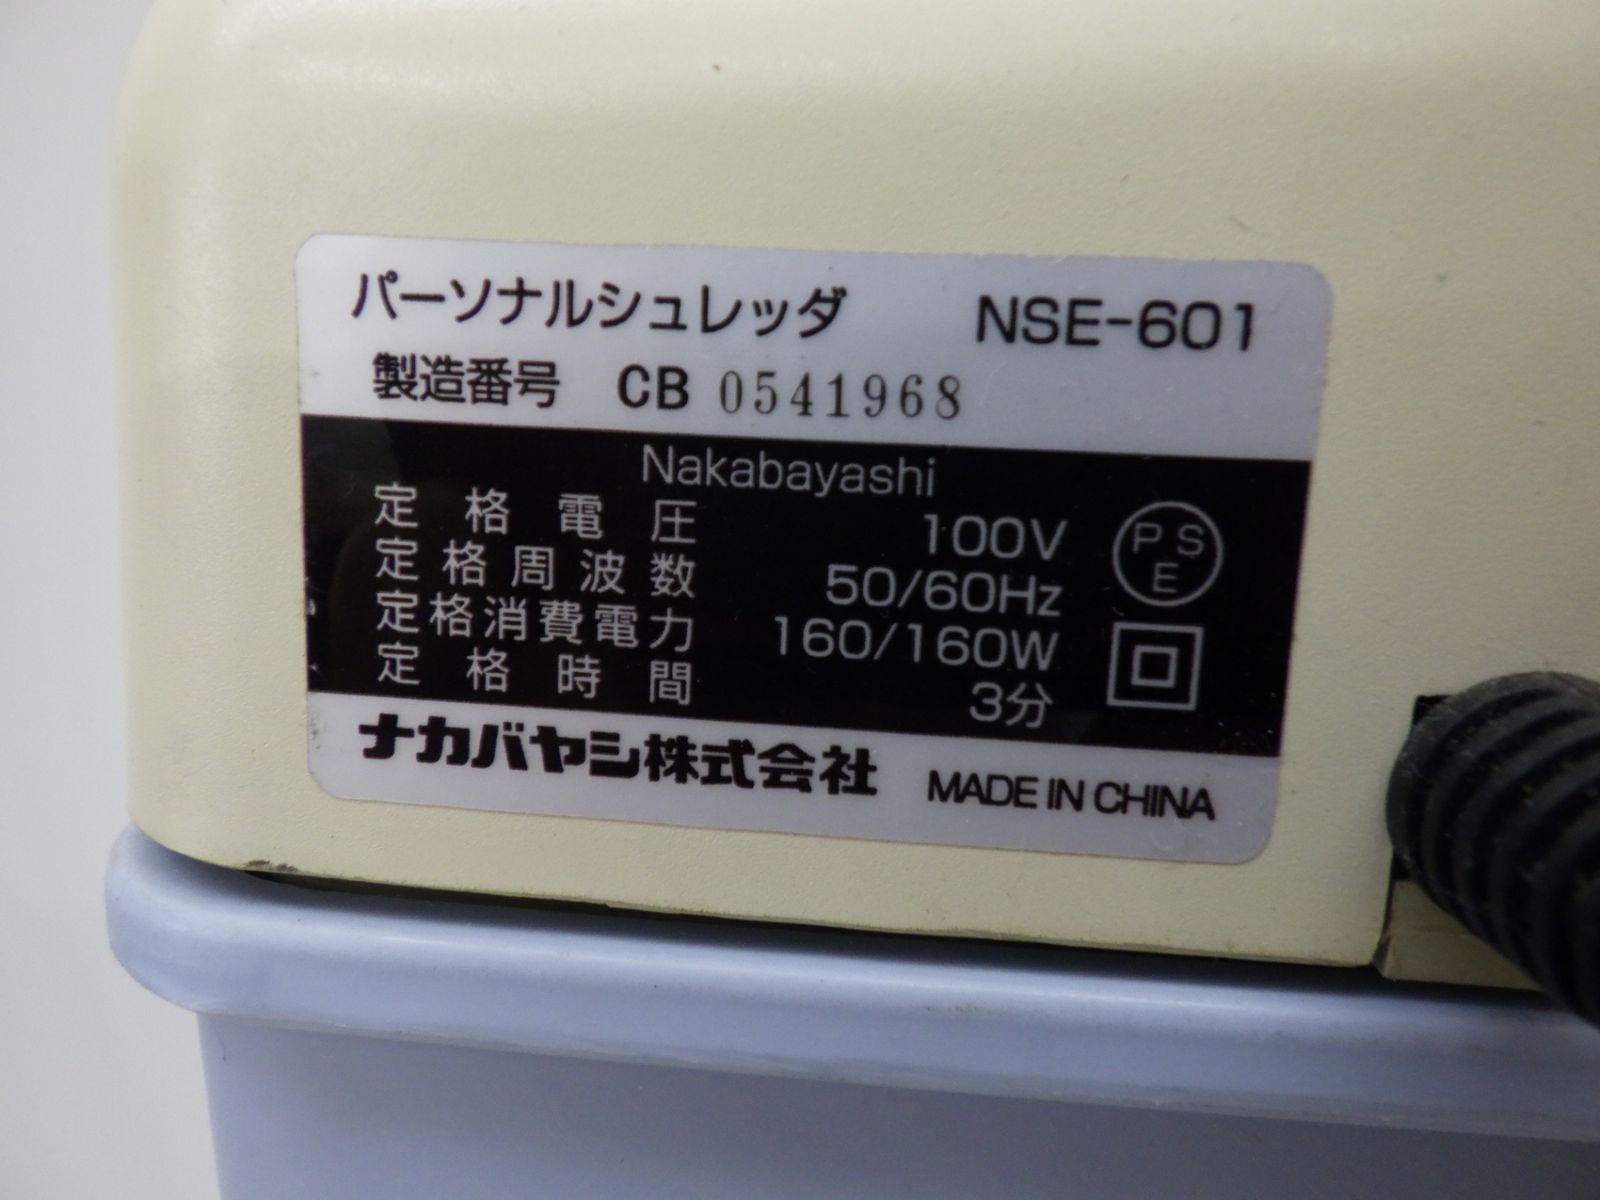 パーソナルシュレッダ NSE-601
製造番号 CB 0541968
Nakabayashi
定格電圧 100V
定格周波数 50/60Hz
定格消費電力 160/160W
定格時間 3分
PSE
ナカバヤシ株式会社 MADE IN CHINA